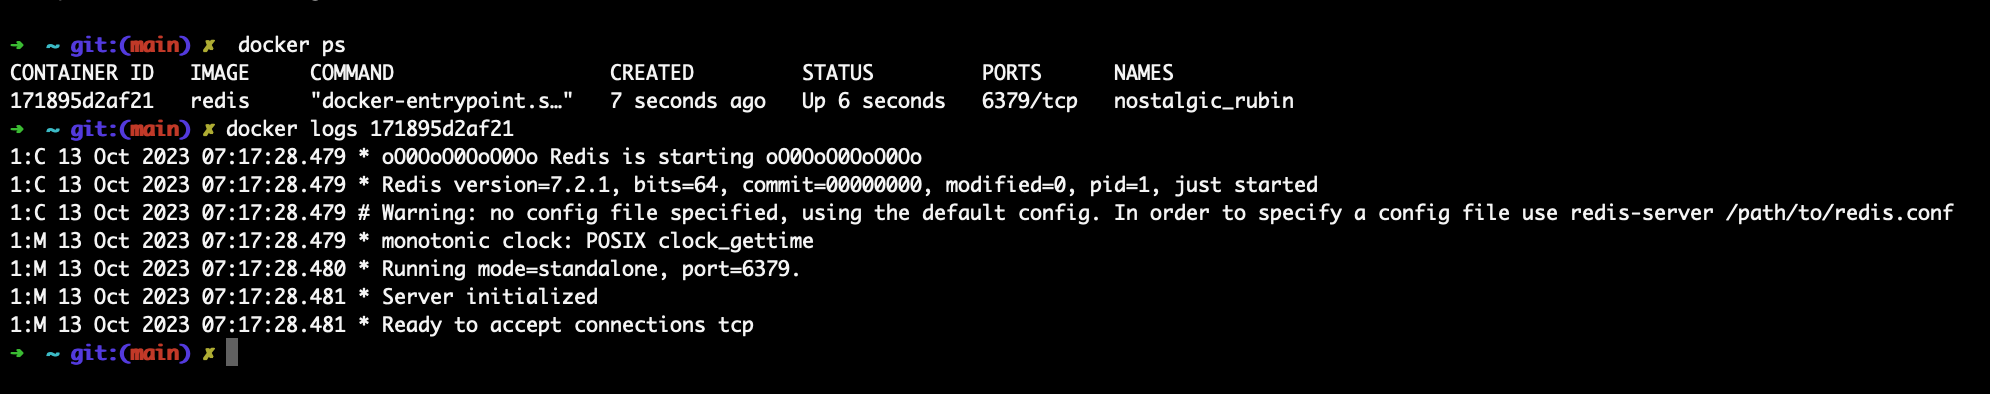 ➜  ~ git:(main) ✗  docker ps
CONTAINER ID   IMAGE     COMMAND                  CREATED         STATUS         PORTS      NAMES
171895d2af21   redis     "docker-entrypoint.s…"   7 seconds ago   Up 6 seconds   6379/tcp   nostalgic_rubin
➜  ~ git:(main) ✗ docker logs 171895d2af21
1:C 13 Oct 2023 07:17:28.479 * oO0OoO0OoO0Oo Redis is starting oO0OoO0OoO0Oo
1:C 13 Oct 2023 07:17:28.479 * Redis version=7.2.1, bits=64, commit=00000000, modified=0, pid=1, just started
1:C 13 Oct 2023 07:17:28.479 # Warning: no config file specified, using the default config. In order to specify a config file use redis-server /path/to/redis.conf
1:M 13 Oct 2023 07:17:28.479 * monotonic clock: POSIX clock_gettime
1:M 13 Oct 2023 07:17:28.480 * Running mode=standalone, port=6379.
1:M 13 Oct 2023 07:17:28.481 * Server initialized
1:M 13 Oct 2023 07:17:28.481 * Ready to accept connections tcp
➜  ~ git:(main) ✗